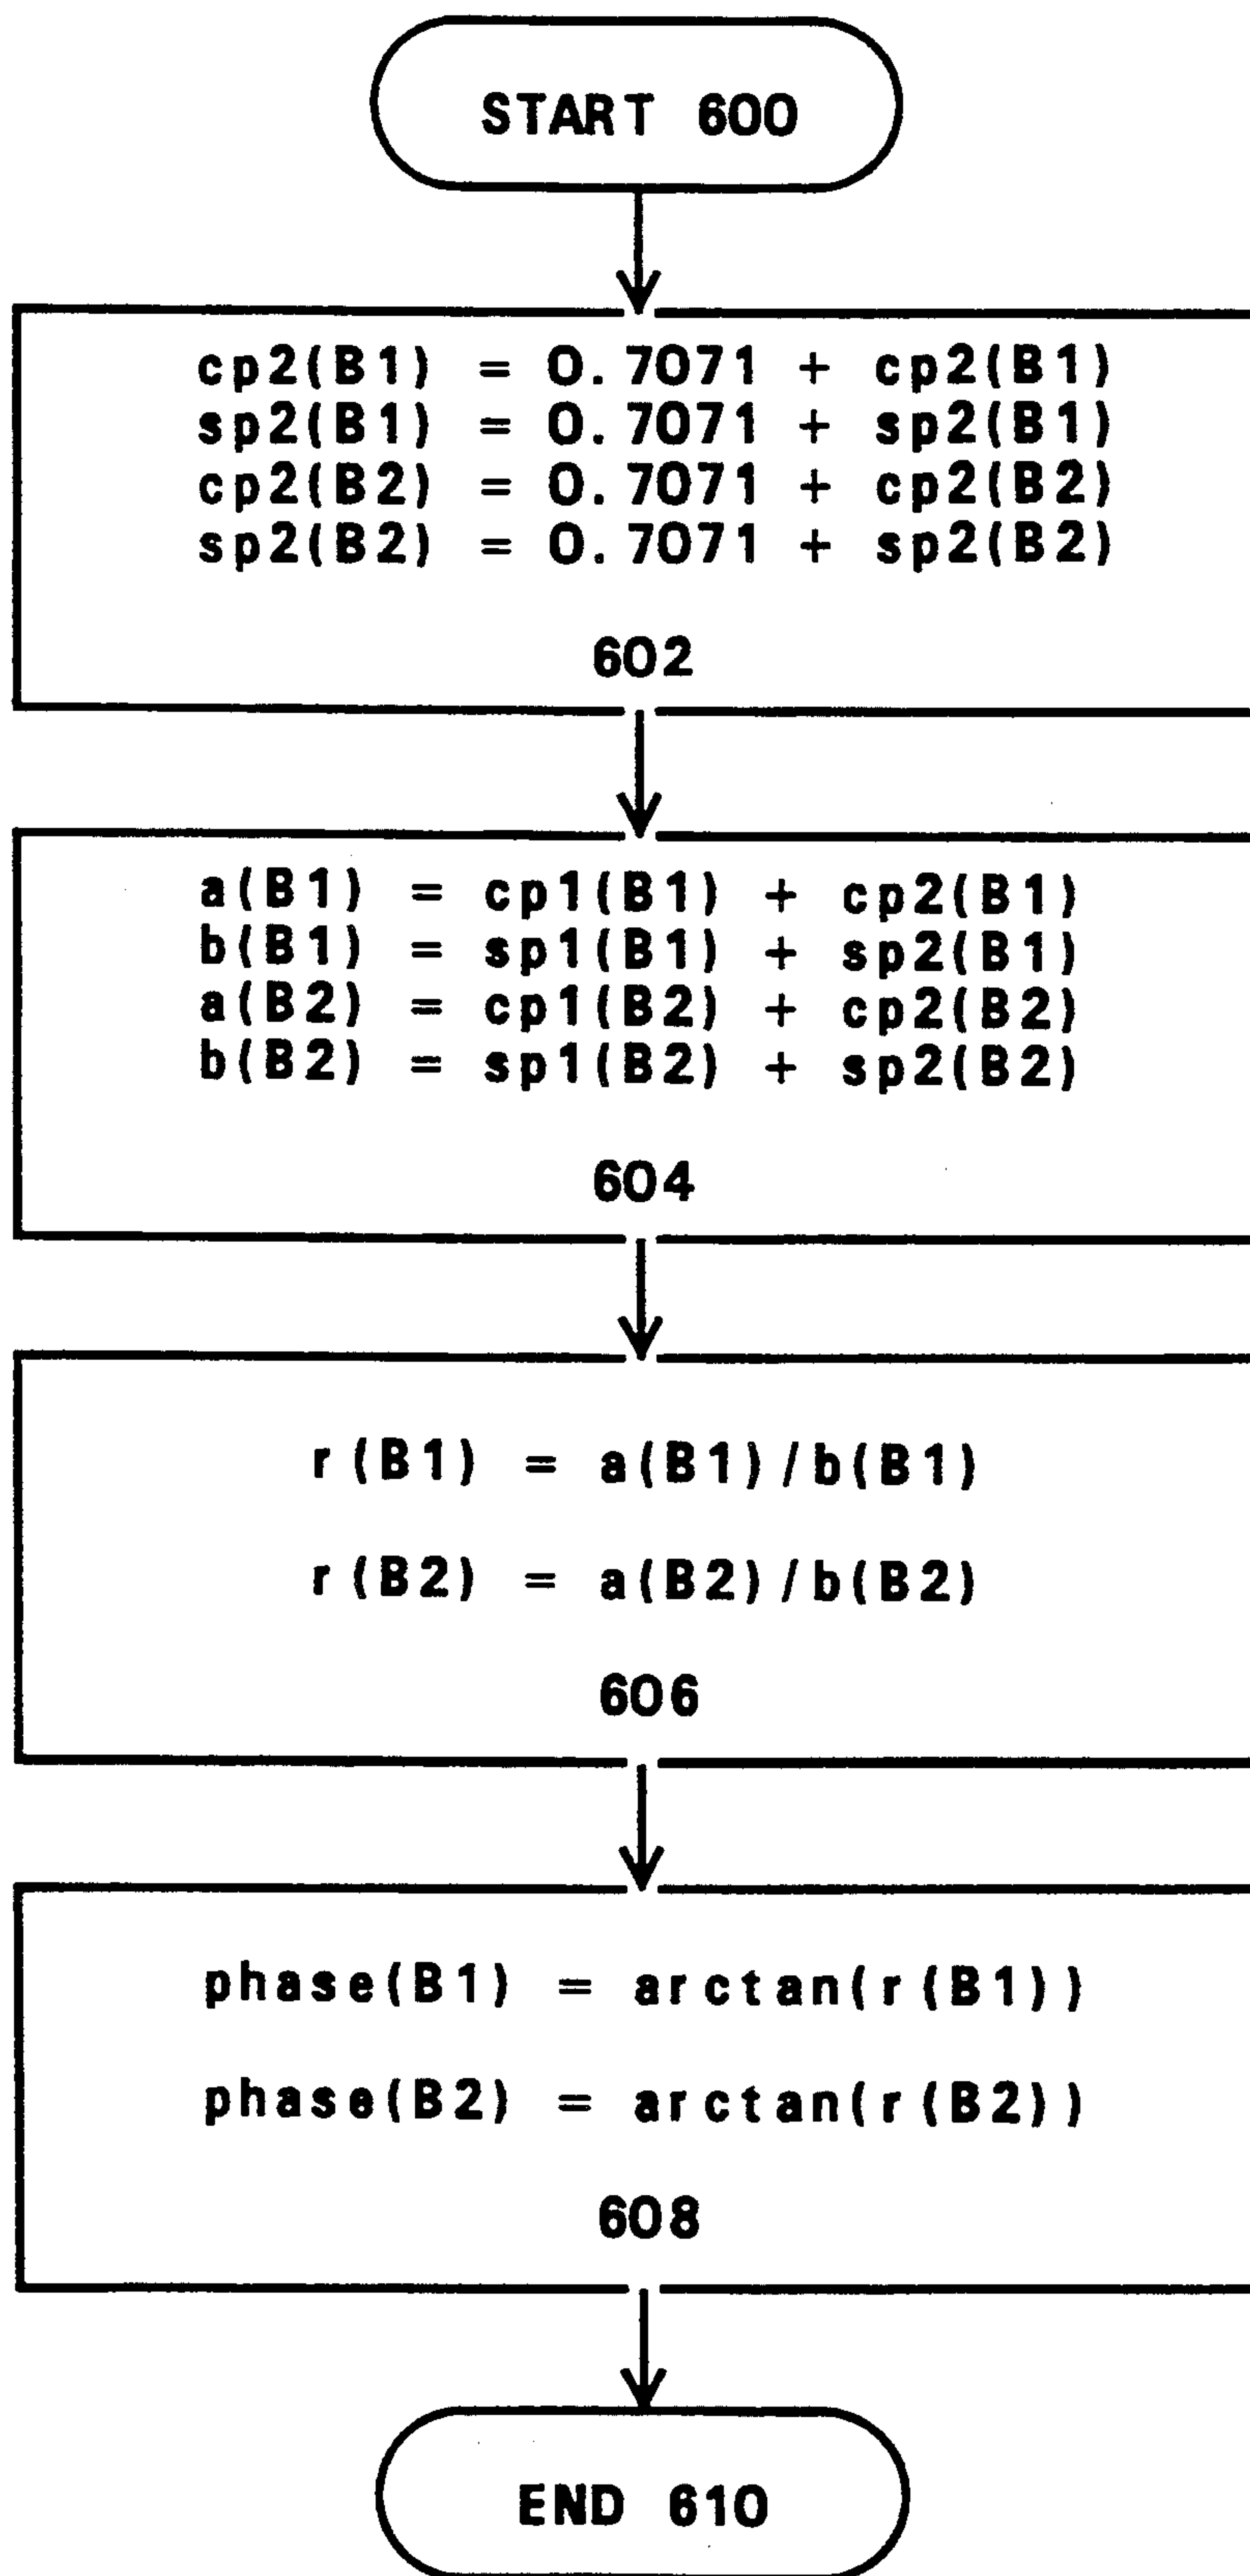 START 600
cp2(B1) = 0.7071 + cp2(B1)
sp2(B1) = 0.7071 + sp2(B1)
cp2(B2) = 0.7071 + cp2(B2)
sp2(B2) = 0.7071 + sp2(B2)
602
a(B1) = cp1(B1) + cp2(B1)
b(B1) = sp1(B1) + sp2(B1)
a(B2) = cp1(B2) + cp2(B2)
b(B2) = sp1(B2) + sp2(B2)
604
r(B1) = a(B1)/b(B1)
r(B2) = a(B2)/b(B2)
606
phase(B1) = arctan(r(B1))
phase(B2) = arctan(r(B2))
608
END 610